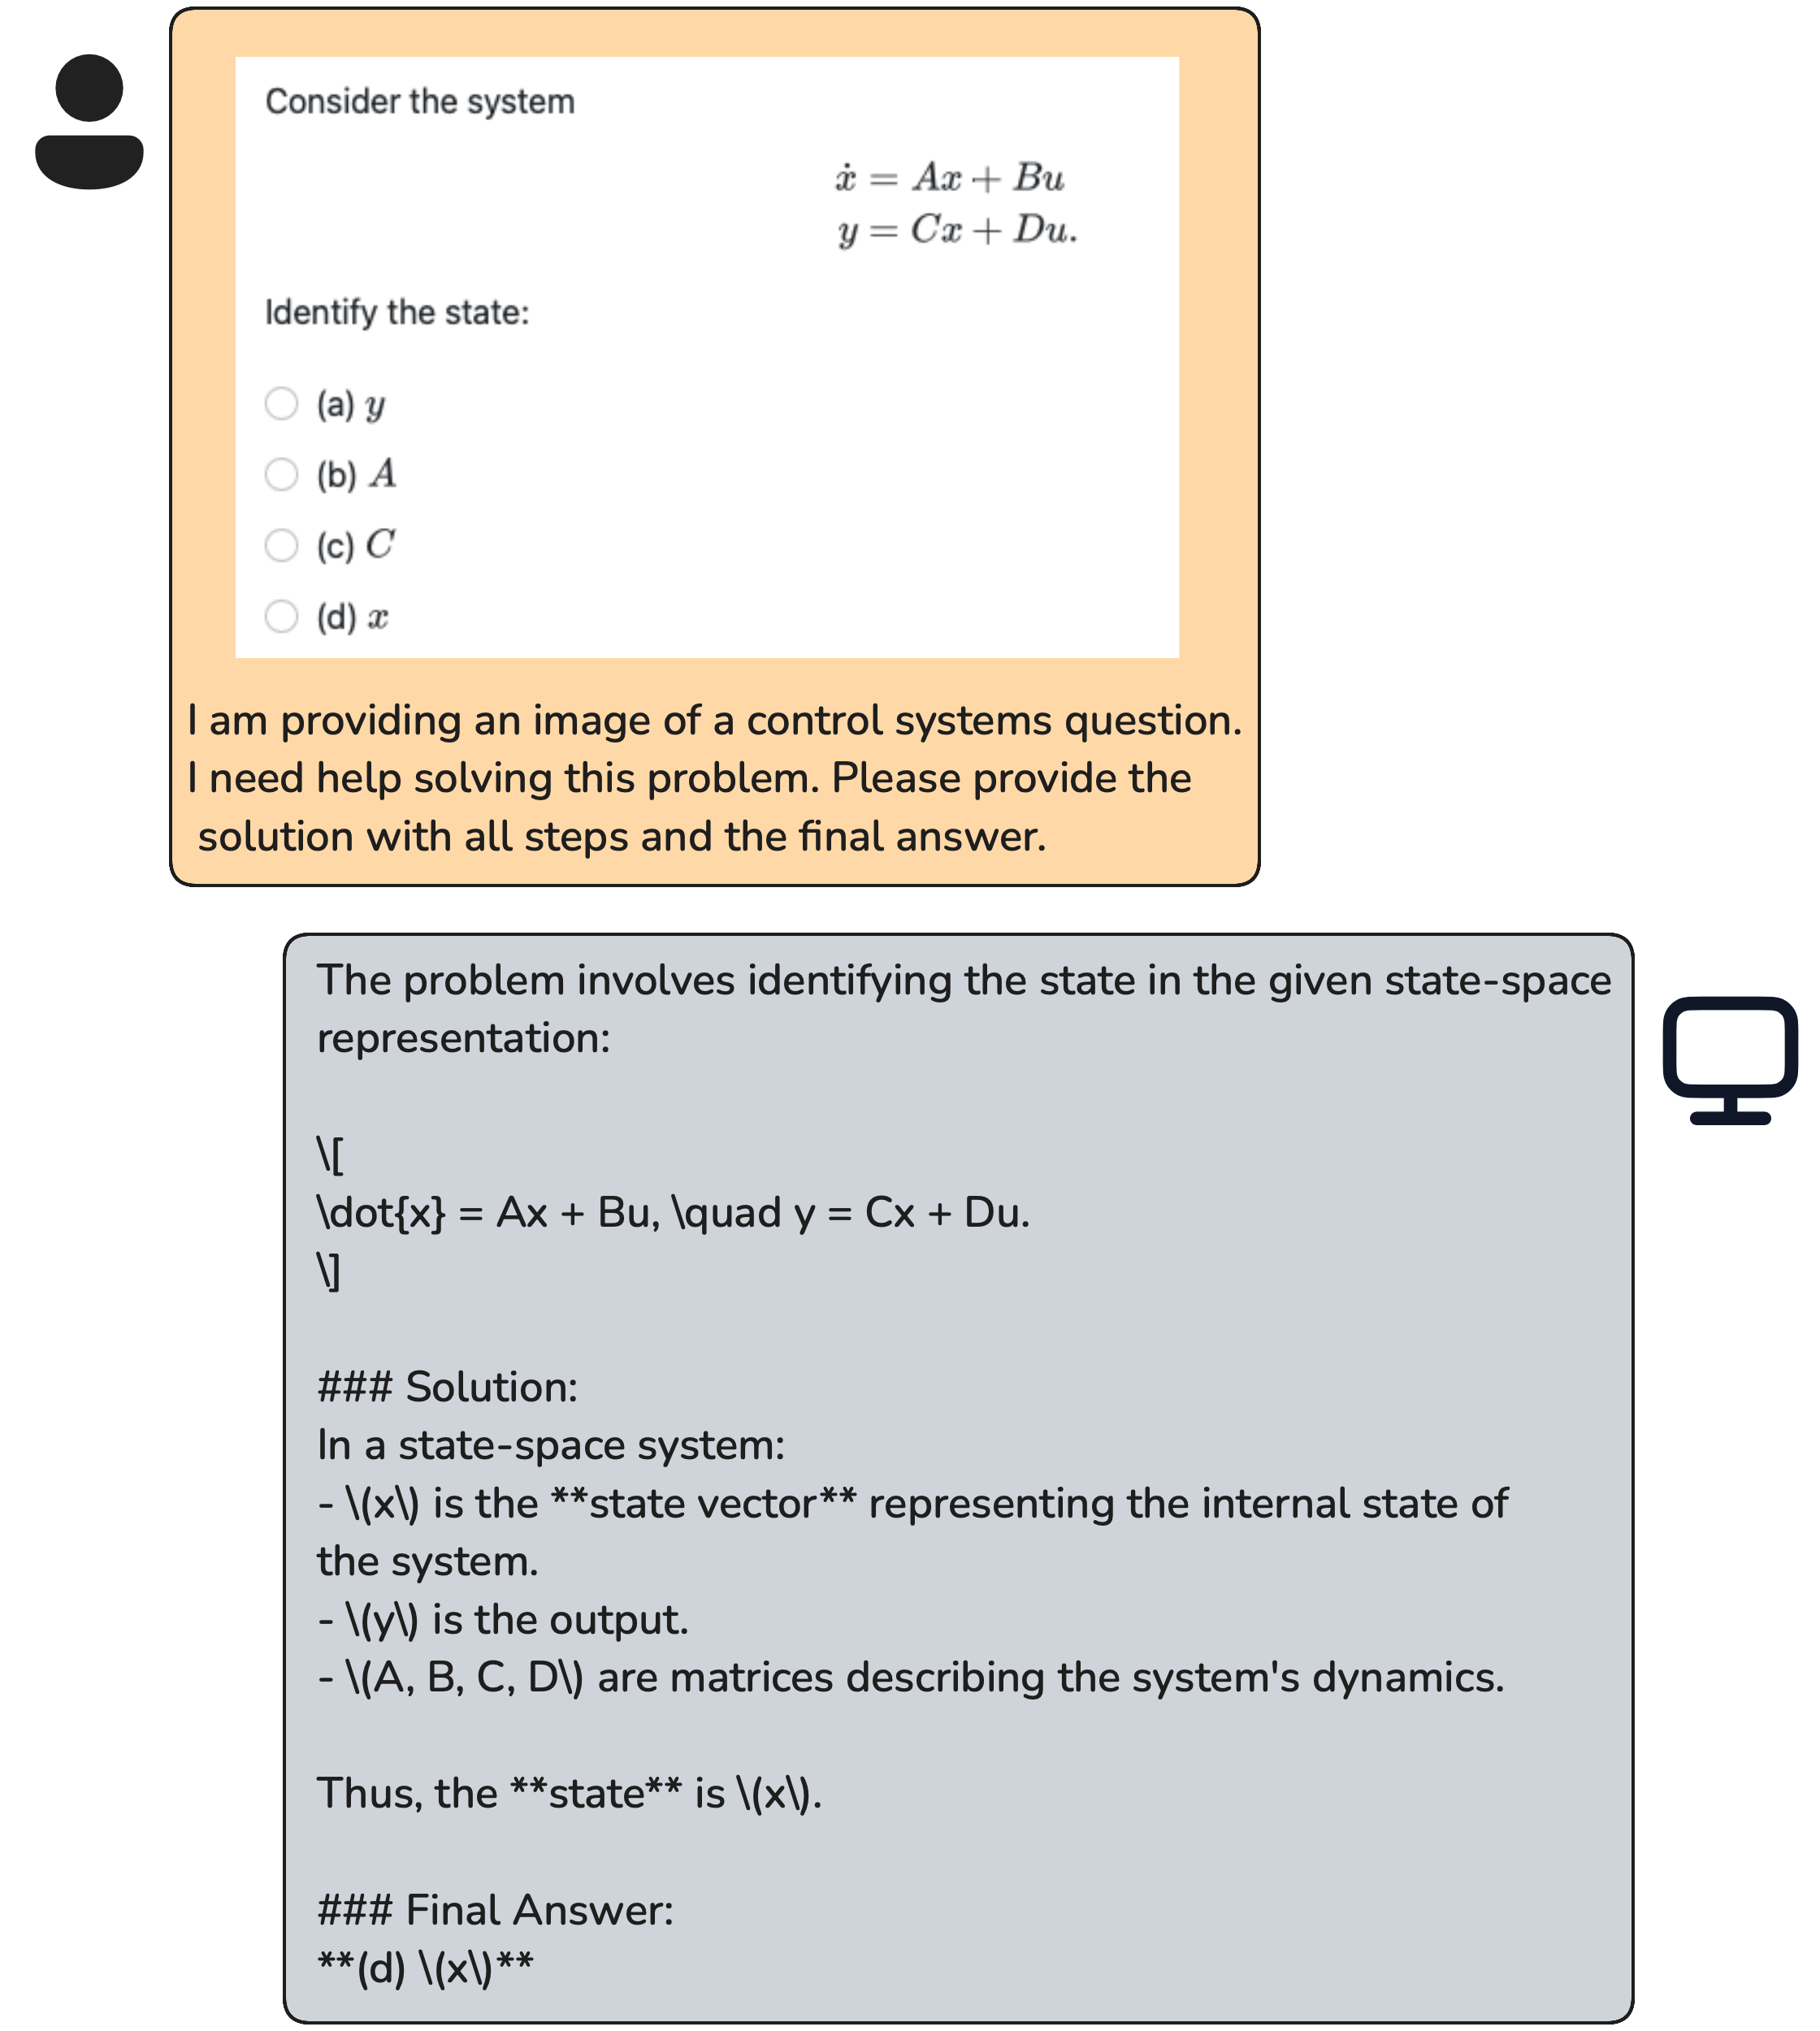 Consider the system
ẋ = Ax + Bu
y = Cx + Du.
Identify the state:
(a) y
(b) A
(c) C
(d) x
I am providing an image of a control systems question.
I need help solving this problem. Please provide the
solution with all steps and the final answer.
The problem involves identifying the state in the given state-space
representation:
\[
\dot{x} = Ax + Bu, \quad y = Cx + Du.
\]
### Solution:
In a state-space system:
- \(x\) is the **state vector** representing the internal state of
the system.
- \(y\) is the output.
- \(A, B, C, D\) are matrices describing the system's dynamics.
Thus, the **state** is \(x\).
### Final Answer:
**(d) \(x\)**